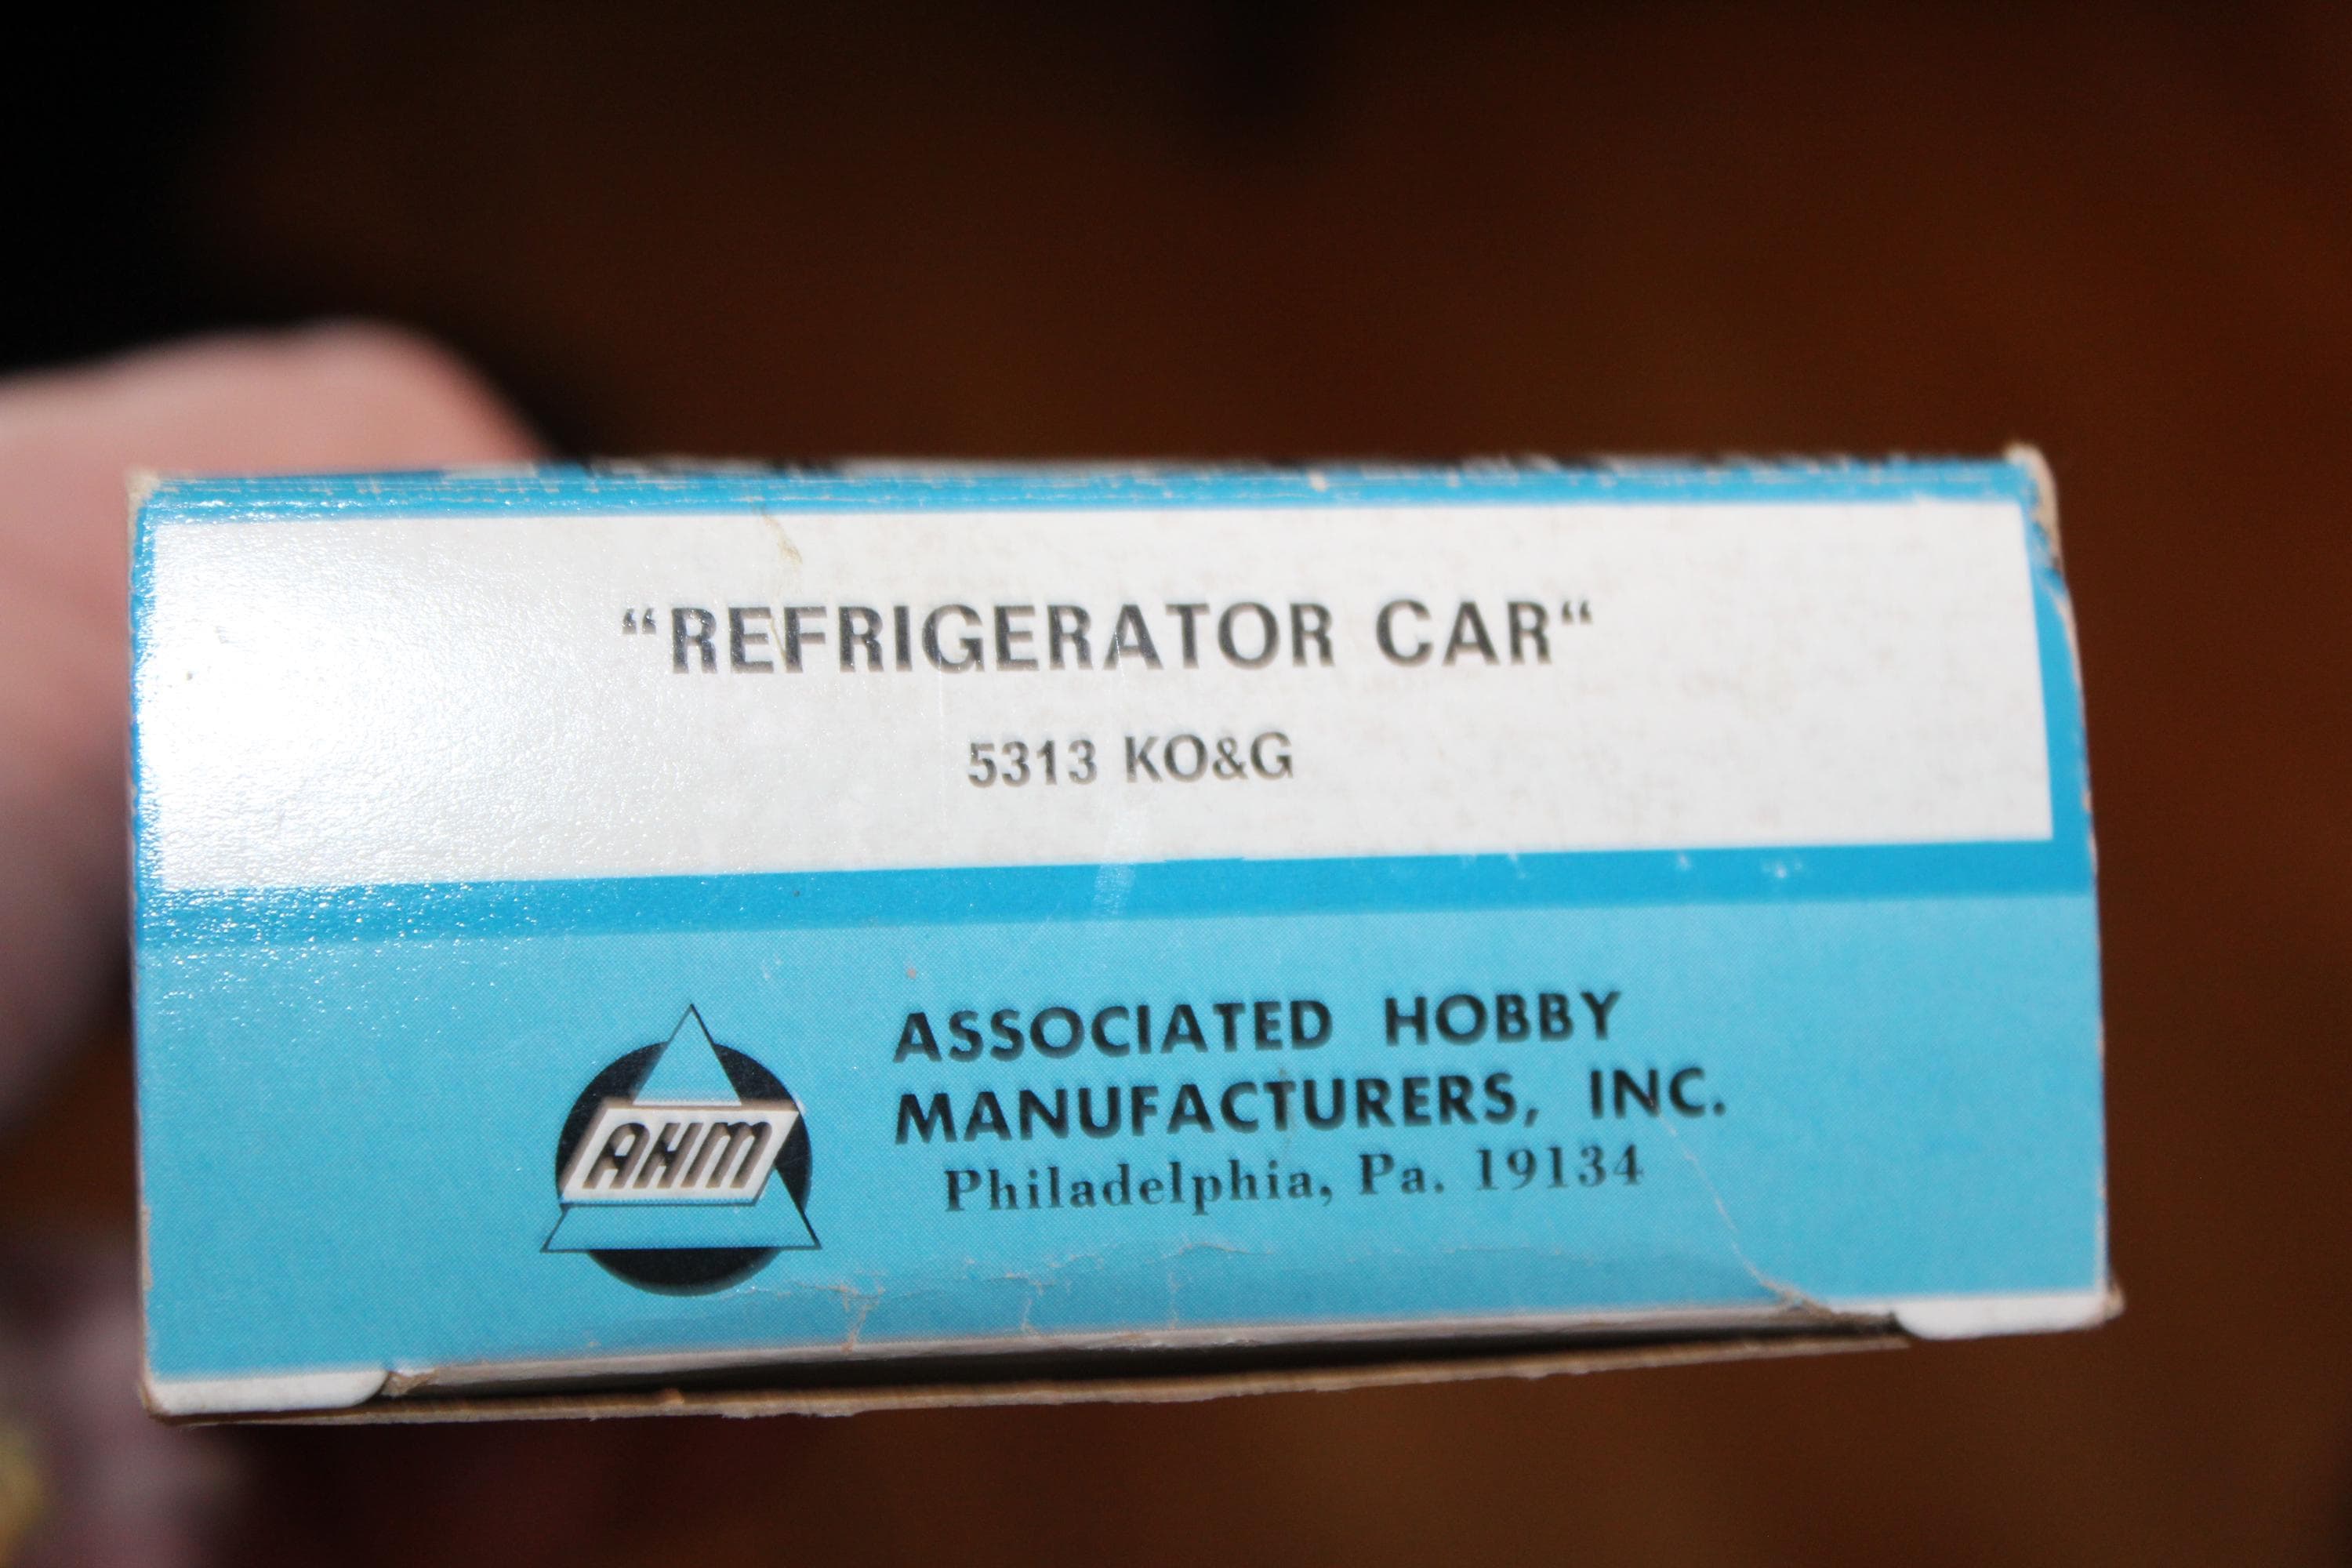 “REFRIGERATOR CAR“
5313 KO&G
AHM
ASSOCIATED HOBBY
MANUFACTURERS, INC.
Philadelphia, Pa. 19134